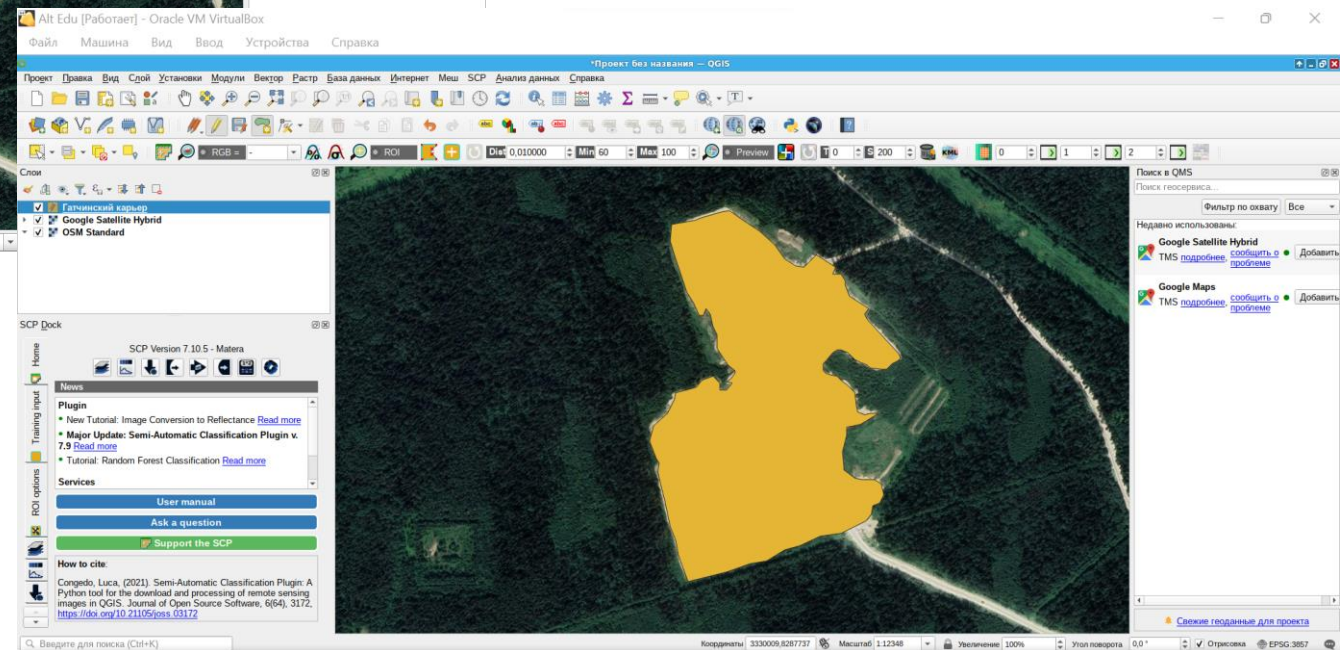 Alt Edu [Работает] - Oracle VM VirtualBox
Файл Машина Вид Ввод Устройства Справка
*Проект без названия — QGIS
Проект Правка Вид Слой Установки Модули Вектор Растр База данных Интернет Меш SCP Анализ данных Справка
RGB = - ROI Dist 0,010000 Min 60 Max 100 Preview T 0 S 200 KML 0 1 2
Слои
Гатчинский карьер
Google Satellite Hybrid
OSM Standard
SCP Dock
Home
Training input
ROI options
SCP Version 7.10.5 - Matera
News
Plugin
• New Tutorial: Image Conversion to Reflectance Read more
• Major Update: Semi-Automatic Classification Plugin v.
7.9 Read more
• Tutorial: Random Forest Classification Read more
Services
User manual
Ask a question
Support the SCP
How to cite:
Congedo, Luca, (2021). Semi-Automatic Classification Plugin: A
Python tool for the download and processing of remote sensing
images in QGIS. Journal of Open Source Software, 6(64), 3172,
https://doi.org/10.21105/joss.03172
Поиск в QMS
Поиск геосервиса...
Фильтр по охвату Все
Недавно использованы:
Google Satellite Hybrid
TMS подробнее, сообщить о проблеме Добавить
Google Maps
TMS подробнее, сообщить о проблеме Добавить
Свежие геоданные для проекта
Введите для поиска (Ctrl+K)
Координаты 3330009,8287737 Масштаб 1:12348 Увеличение 100% Угол поворота 0,0 ° Отрисовка EPSG:3857